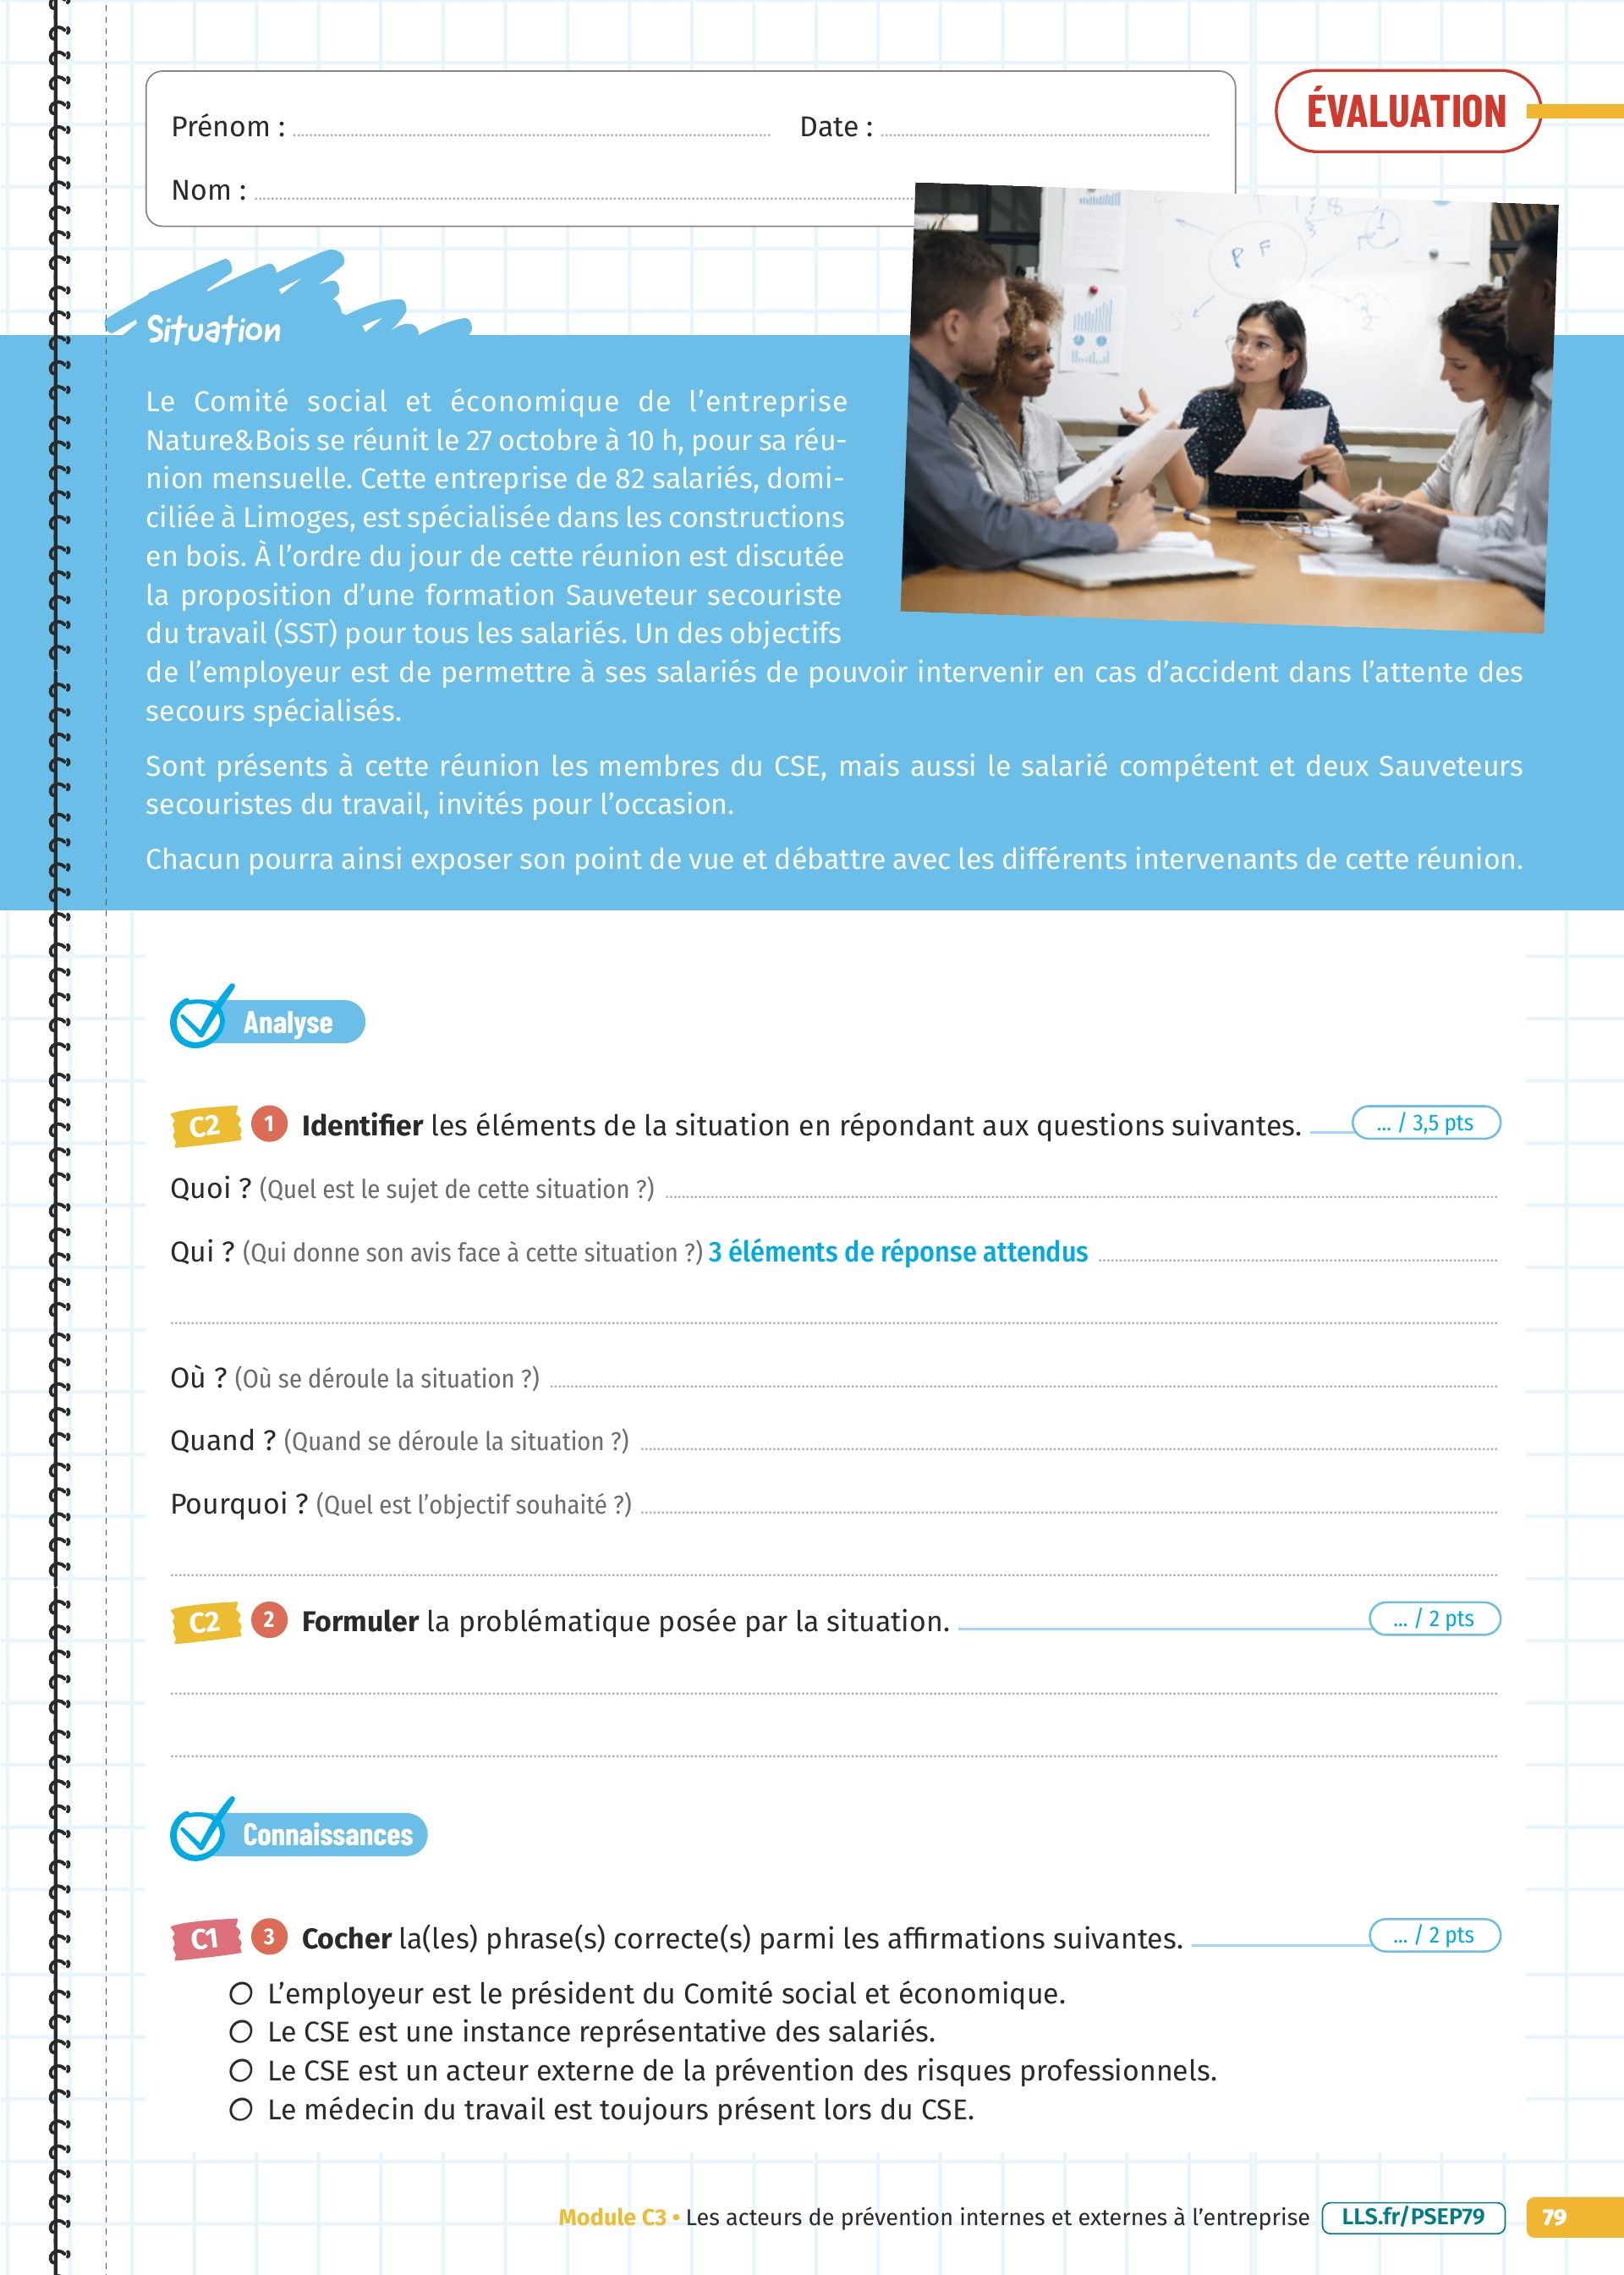 Prénom :
Date :
ÉVALUATION
Nom :
P F
Situation
Le Comité social et économique de l'entreprise
Nature&Bois se réunit le 27 octobre à 10 h, pour sa réu-
nion mensuelle. Cette entreprise de 82 salariés, domi-
ciliée à Limoges, est spécialisée dans les constructions
en bois. À l'ordre du jour de cette réunion est discutée
la proposition d'une formation Sauveteur secouriste
du travail (SST) pour tous les salariés. Un des objectifs
de l'employeur est de permettre à ses salariés de pouvoir intervenir en cas d'accident dans l'attente des
secours spécialisés.
Sont présents à cette réunion les membres du CSE, mais aussi le salarié compétent et deux Sauveteurs
secouristes du travail, invités pour l'occasion.
Chacun pourra ainsi exposer son point de vue et débattre avec les différents intervenants de cette réunion.
Analyse
C2 1 Identifier les éléments de la situation en répondant aux questions suivantes. ... / 3,5 pts
Quoi ? (Quel est le sujet de cette situation ?)
Qui ? (Qui donne son avis face à cette situation ?) 3 éléments de réponse attendus
Où ? (Où se déroule la situation ?)
Quand ? (Quand se déroule la situation ?)
Pourquoi ? (Quel est l'objectif souhaité ?)
C2 2 Formuler la problématique posée par la situation. ... / 2 pts
Connaissances
C1 3 Cocher la(les) phrase(s) correcte(s) parmi les affirmations suivantes. ... / 2 pts
L'employeur est le président du Comité social et économique.
Le CSE est une instance représentative des salariés.
Le CSE est un acteur externe de la prévention des risques professionnels.
Le médecin du travail est toujours présent lors du CSE.
Module C3 • Les acteurs de prévention internes et externes à l'entreprise LLS.fr/PSEP79 79